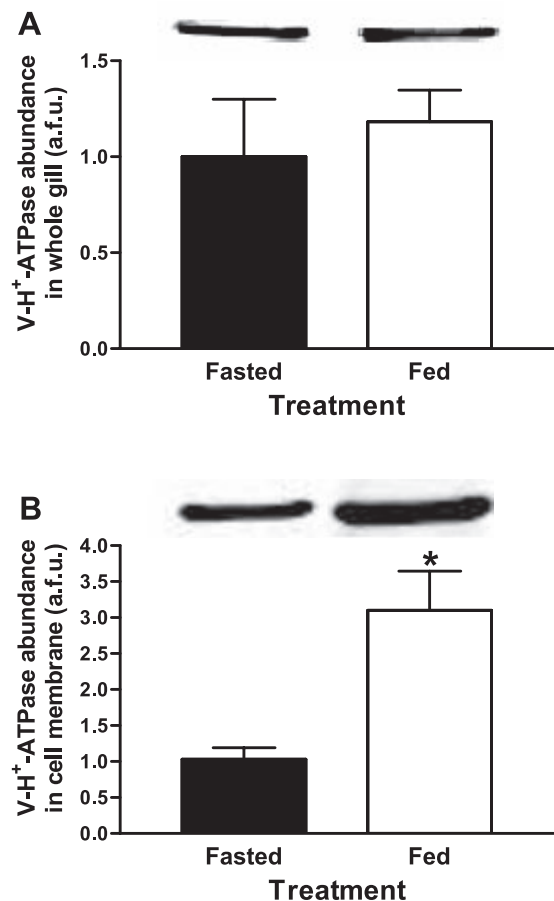 A
V-H⁺-ATPase abundance
in whole gill (a.f.u.)
1.5
1.0
0.5
0.0
Fasted
Fed
Treatment
B
V-H⁺-ATPase abundance
in cell membrane (a.f.u.)
4.0
3.5
3.0
2.5
2.0
1.5
1.0
0.5
0.0
*
Fasted
Fed
Treatment